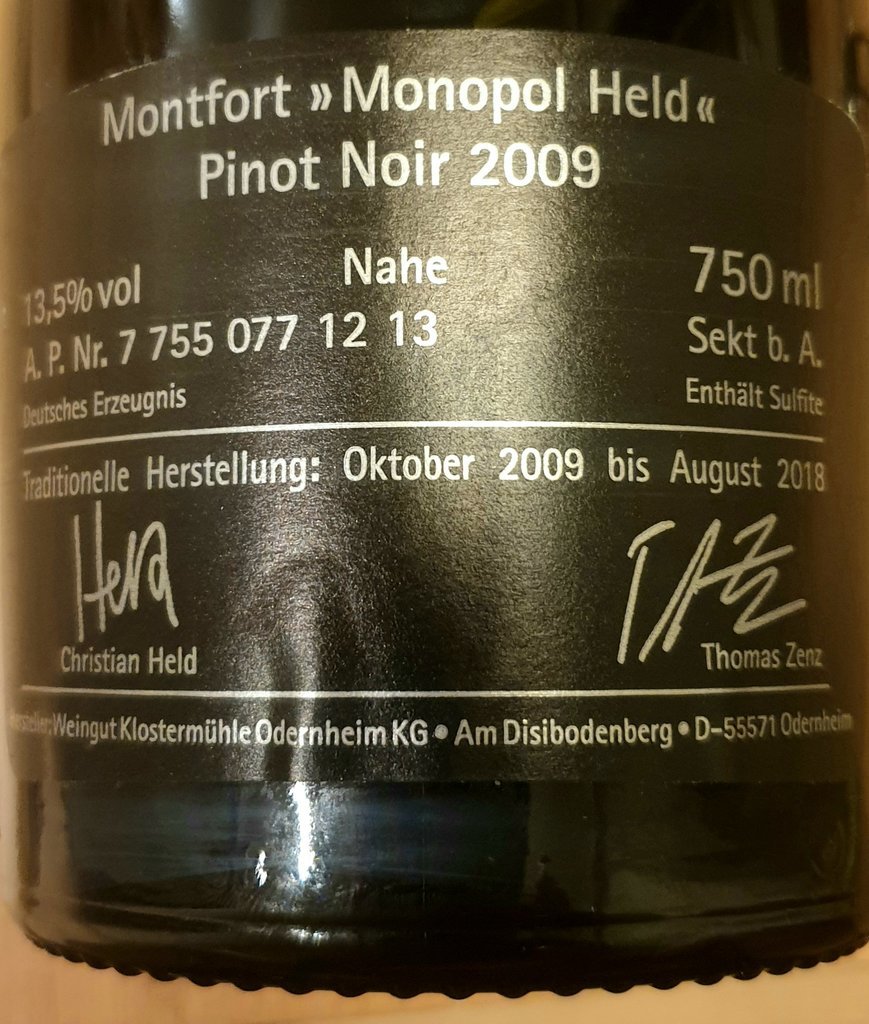 Montfort »Monopol Held«
Pinot Noir 2009
13,5% vol Nahe 750 ml
A. P. Nr. 7 755 077 12 13 Sekt b. A.
Deutsches Erzeugnis Enthält Sulfite
Traditionelle Herstellung: Oktober 2009 bis August 2018
Held TAZZ
Christian Held Thomas Zenz
Hersteller: Weingut Klostermühle Odernheim KG • Am Disibodenberg • D-55571 Odernheim